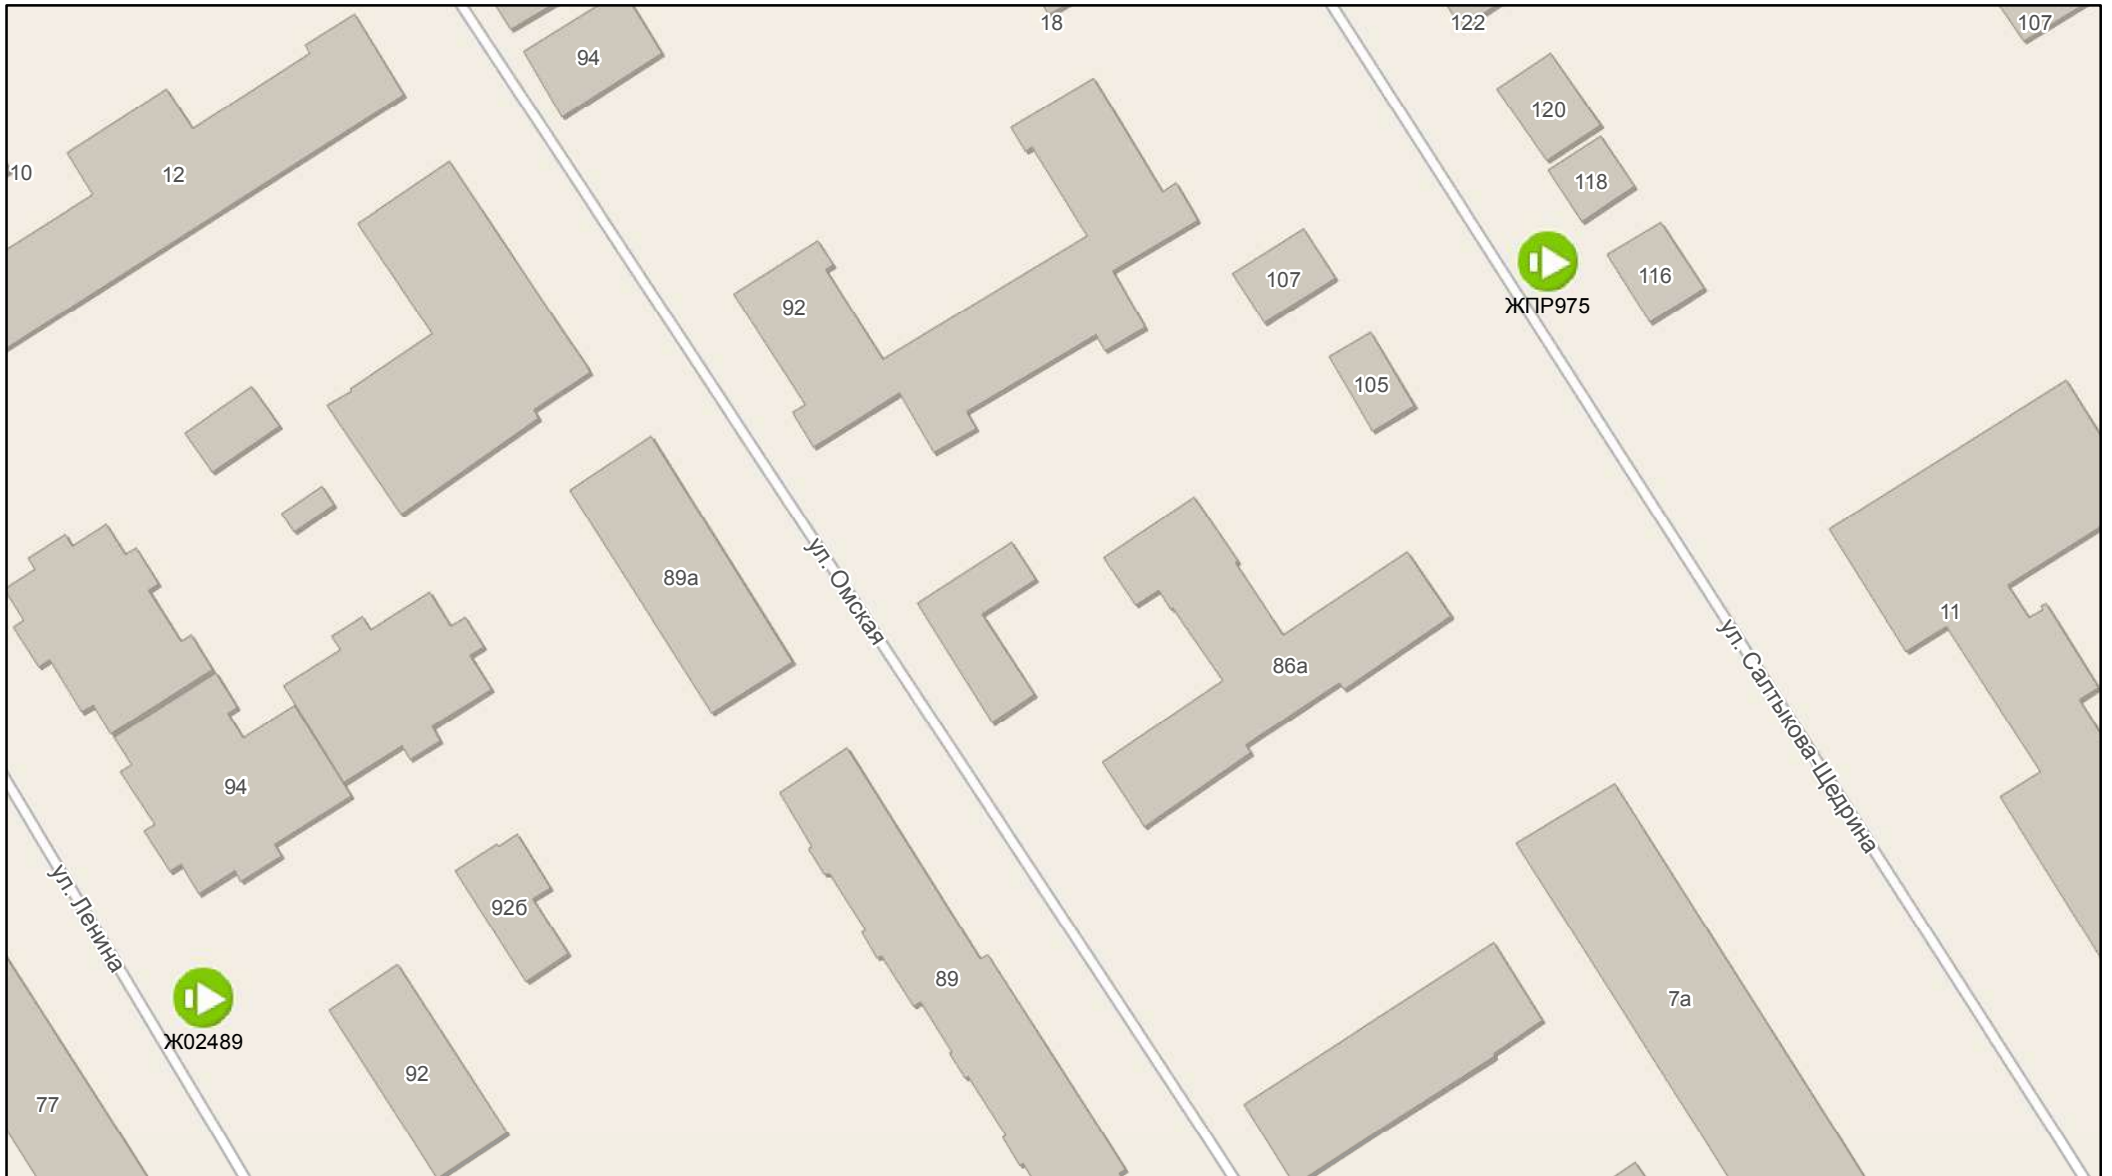 18
122
107
94
120
10
12
118
107
116
92
ЖПР975
105
89а
ул. Омская
11
86а
ул. Салтыкова-Щедрина
94
ул. Ленина
92б
89
7а
Ж02489
92
77